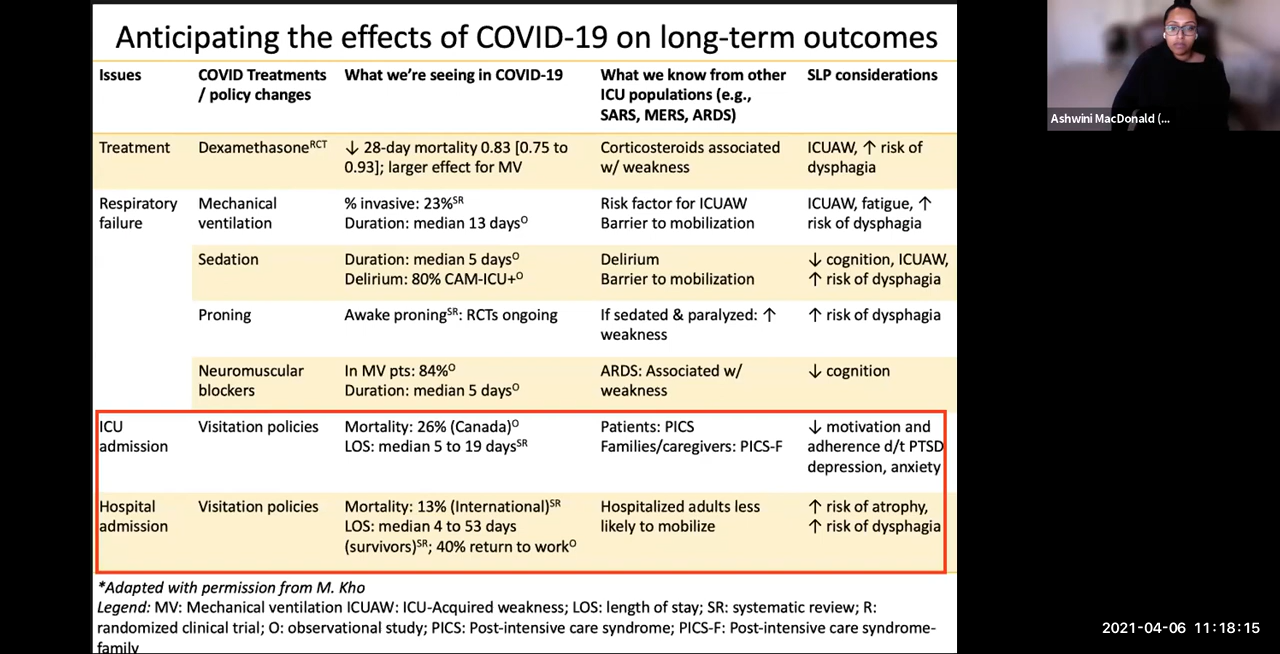 Anticipating the effects of COVID-19 on long-term outcomes
Issues
COVID Treatments
/ policy changes
What we're seeing in COVID-19
What we know from other
ICU populations (e.g.,
SARS, MERS, ARDS)
SLP considerations
Treatment
Dexamethasoneᴿᶜᵀ
↓ 28-day mortality 0.83 [0.75 to
0.93]; larger effect for MV
Corticosteroids associated
w/ weakness
ICUAW, ↑ risk of
dysphagia
Respiratory
failure
Mechanical
ventilation
% invasive: 23%ˢᴿ
Duration: median 13 daysᴼ
Risk factor for ICUAW
Barrier to mobilization
ICUAW, fatigue, ↑
risk of dysphagia
Sedation
Duration: median 5 daysᴼ
Delirium: 80% CAM-ICU+ᴼ
Delirium
Barrier to mobilization
↓ cognition, ICUAW,
↑ risk of dysphagia
Proning
Awake proningˢᴿ: RCTs ongoing
If sedated & paralyzed: ↑
weakness
↑ risk of dysphagia
Neuromuscular
blockers
In MV pts: 84%ᴼ
Duration: median 5 daysᴼ
ARDS: Associated w/
weakness
↓ cognition
ICU
admission
Visitation policies
Mortality: 26% (Canada)ᴼ
LOS: median 5 to 19 daysˢᴿ
Patients: PICS
Families/caregivers: PICS-F
↓ motivation and
adherence d/t PTSD
depression, anxiety
Hospital
admission
Visitation policies
Mortality: 13% (International)ˢᴿ
LOS: median 4 to 53 days
(survivors)ˢᴿ; 40% return to workᴼ
Hospitalized adults less
likely to mobilize
↑ risk of atrophy,
↑ risk of dysphagia
*Adapted with permission from M. Kho
Legend: MV: Mechanical ventilation ICUAW: ICU-Acquired weakness; LOS: length of stay; SR: systematic review; R:
randomized clinical trial; O: observational study; PICS: Post-intensive care syndrome; PICS-F: Post-intensive care syndrome-
family
Ashwini MacDonald (...
2021-04-06 11:18:15